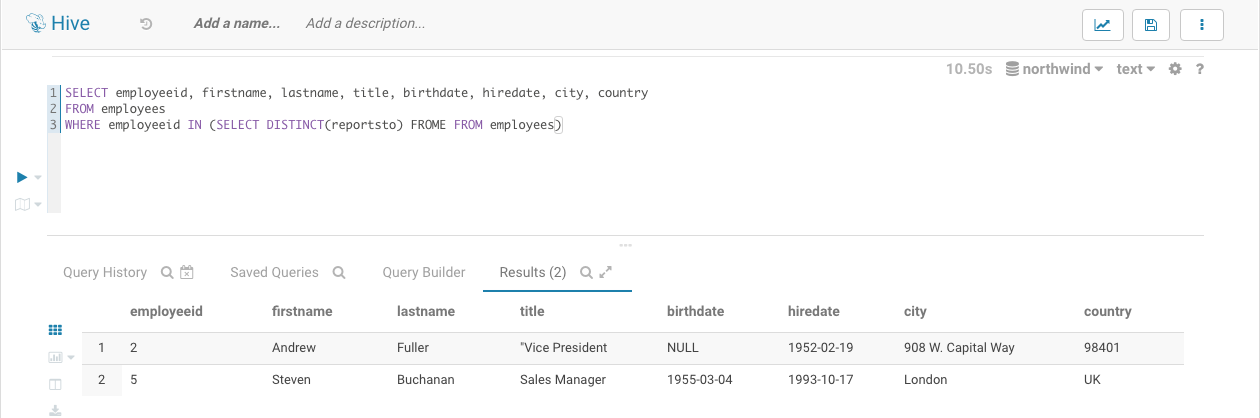 Hive Add a name... Add a description...
10.50s northwind text ?
1 SELECT employeeid, firstname, lastname, title, birthdate, hiredate, city, country
2 FROM employees
3 WHERE employeeid IN (SELECT DISTINCT(reportsto) FROME FROM employees)
Query History Saved Queries Query Builder Results (2)
employeeid firstname lastname title birthdate hiredate city country
1 2 Andrew Fuller "Vice President NULL 1952-02-19 908 W. Capital Way 98401
2 5 Steven Buchanan Sales Manager 1955-03-04 1993-10-17 London UK